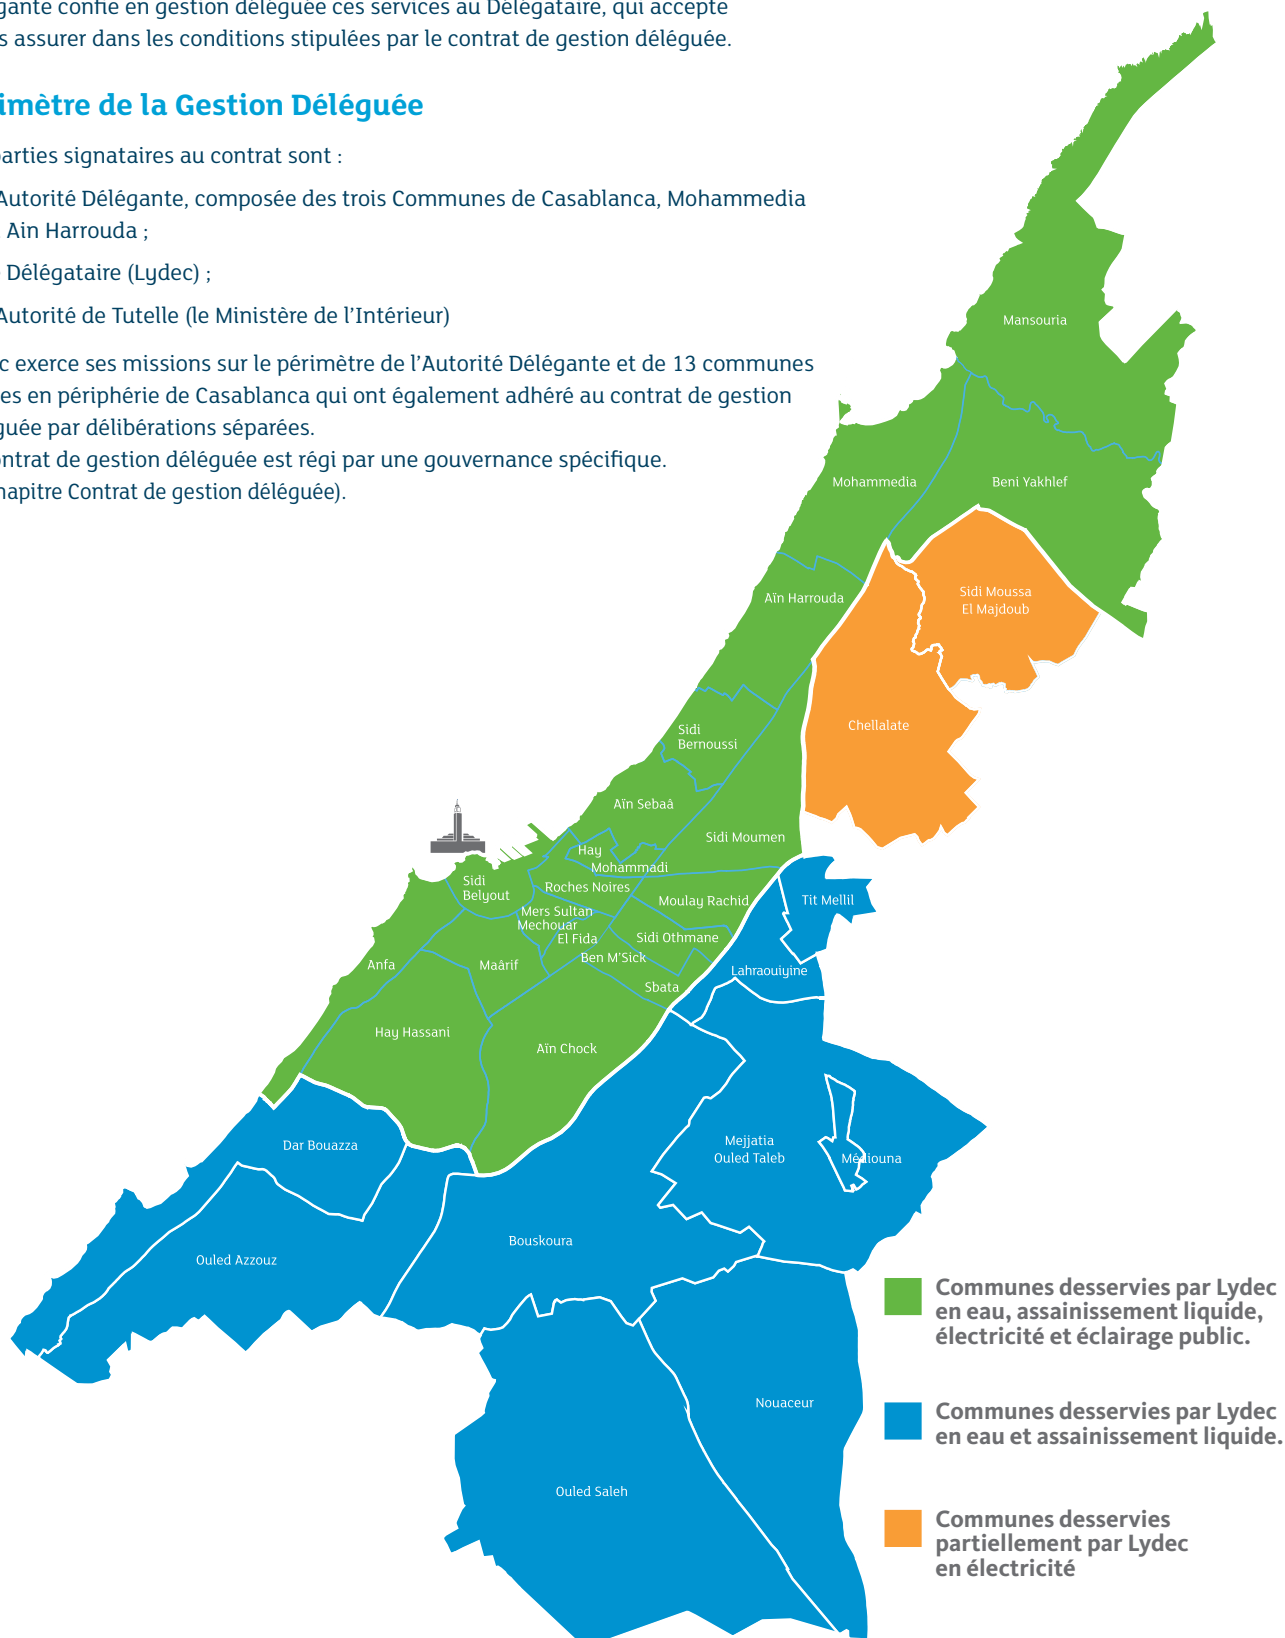 gante confie en gestion déléguée ces services au Délégataire, qui accepte
s assurer dans les conditions stipulées par le contrat de gestion déléguée.
imètre de la Gestion Déléguée
parties signataires au contrat sont :
Autorité Délégante, composée des trois Communes de Casablanca, Mohammedia
Ain Harrouda ;
Délégataire (Lydec) ;
Autorité de Tutelle (le Ministère de l'Intérieur)
c exerce ses missions sur le périmètre de l'Autorité Délégante et de 13 communes
es en périphérie de Casablanca qui ont également adhéré au contrat de gestion
guée par délibérations séparées.
ontrat de gestion déléguée est régi par une gouvernance spécifique.
hapitre Contrat de gestion déléguée).
Mansouria
Mohammedia
Beni Yakhlef
Aïn Harrouda
Sidi Moussa
El Majdoub
Chellalate
Sidi
Bernoussi
Aïn Sebaâ
Sidi Moumen
Hay
Mohammadi
Sidi
Belyout
Roches Noires
Moulay Rachid
Tit Mellil
Mers Sultan
Mechouar
El Fida
Sidi Othmane
Ben M'Sick
Anfa
Maârif
Lahraouiyine
Sbata
Hay Hassani
Aïn Chock
Dar Bouazza
Mejjatia
Ouled Taleb
Médiouna
Bouskoura
Ouled Azzouz
Nouaceur
Ouled Saleh
Communes desservies par Lydec
en eau, assainissement liquide,
électricité et éclairage public.
Communes desservies par Lydec
en eau et assainissement liquide.
Communes desservies
partiellement par Lydec
en électricité